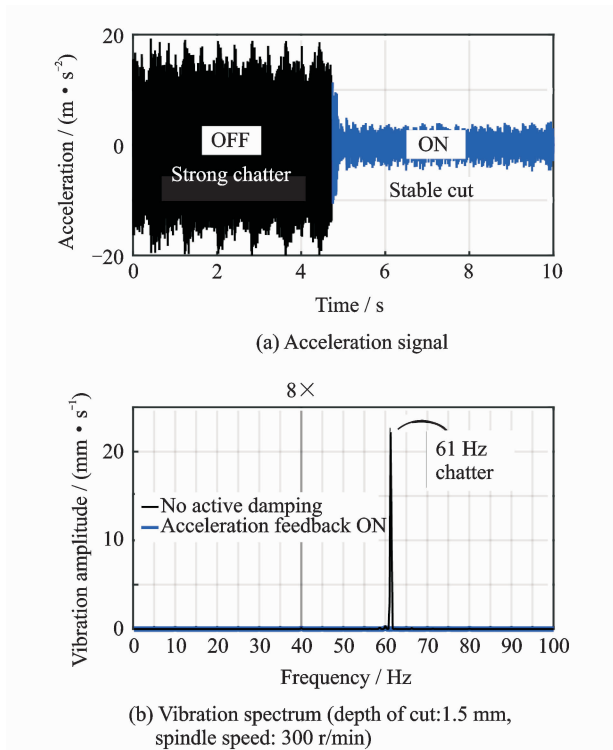 20
OFF
ON
0
Strong chatter
Stable cut
−20
0 2 4 6 8 10
Acceleration / (m • s⁻²)
Time / s
(a) Acceleration signal
8×
20
61 Hz
chatter
No active damping
Acceleration feedback ON
10
0
0 10 20 30 40 50 60 70 80 90 100
Vibration amplitude / (mm • s⁻¹)
Frequency / Hz
(b) Vibration spectrum (depth of cut:1.5 mm,
spindle speed: 300 r/min)